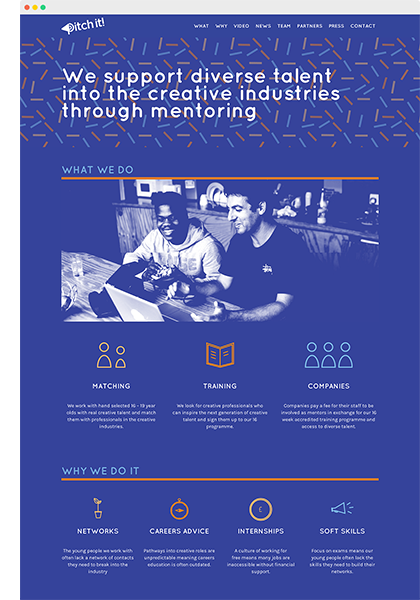 Pitch it!
WHAT WHY VIDEO NEWS TEAM PARTNERS PRESS CONTACT
We support diverse talent
into the creative industries
through mentoring
WHAT WE DO
MATCHING
We work with hand selected 16 - 19 year
olds with real creative talent and match
them with professionals in the creative
industries.
TRAINING
We look for creative professionals who
can inspire the next generation of creative
talent and sign them up to our 16
programme.
COMPANIES
Companies pay a fee for their staff to be
involved as mentors in exchange for our 16
week accredited training programme and
access to diverse talent.
WHY WE DO IT
NETWORKS
The young people we work with
often lack a network of contacts
they need to break into the
industry
CAREERS ADVICE
Pathways into creative roles are
unpredictable meaning careers
education is often outdated.
£
INTERNSHIPS
A culture of working for
free means many jobs are
inaccessible without financial
support.
SOFT SKILLS
Focus on exams means our
young people often lack the
skills they need to build their
networks.